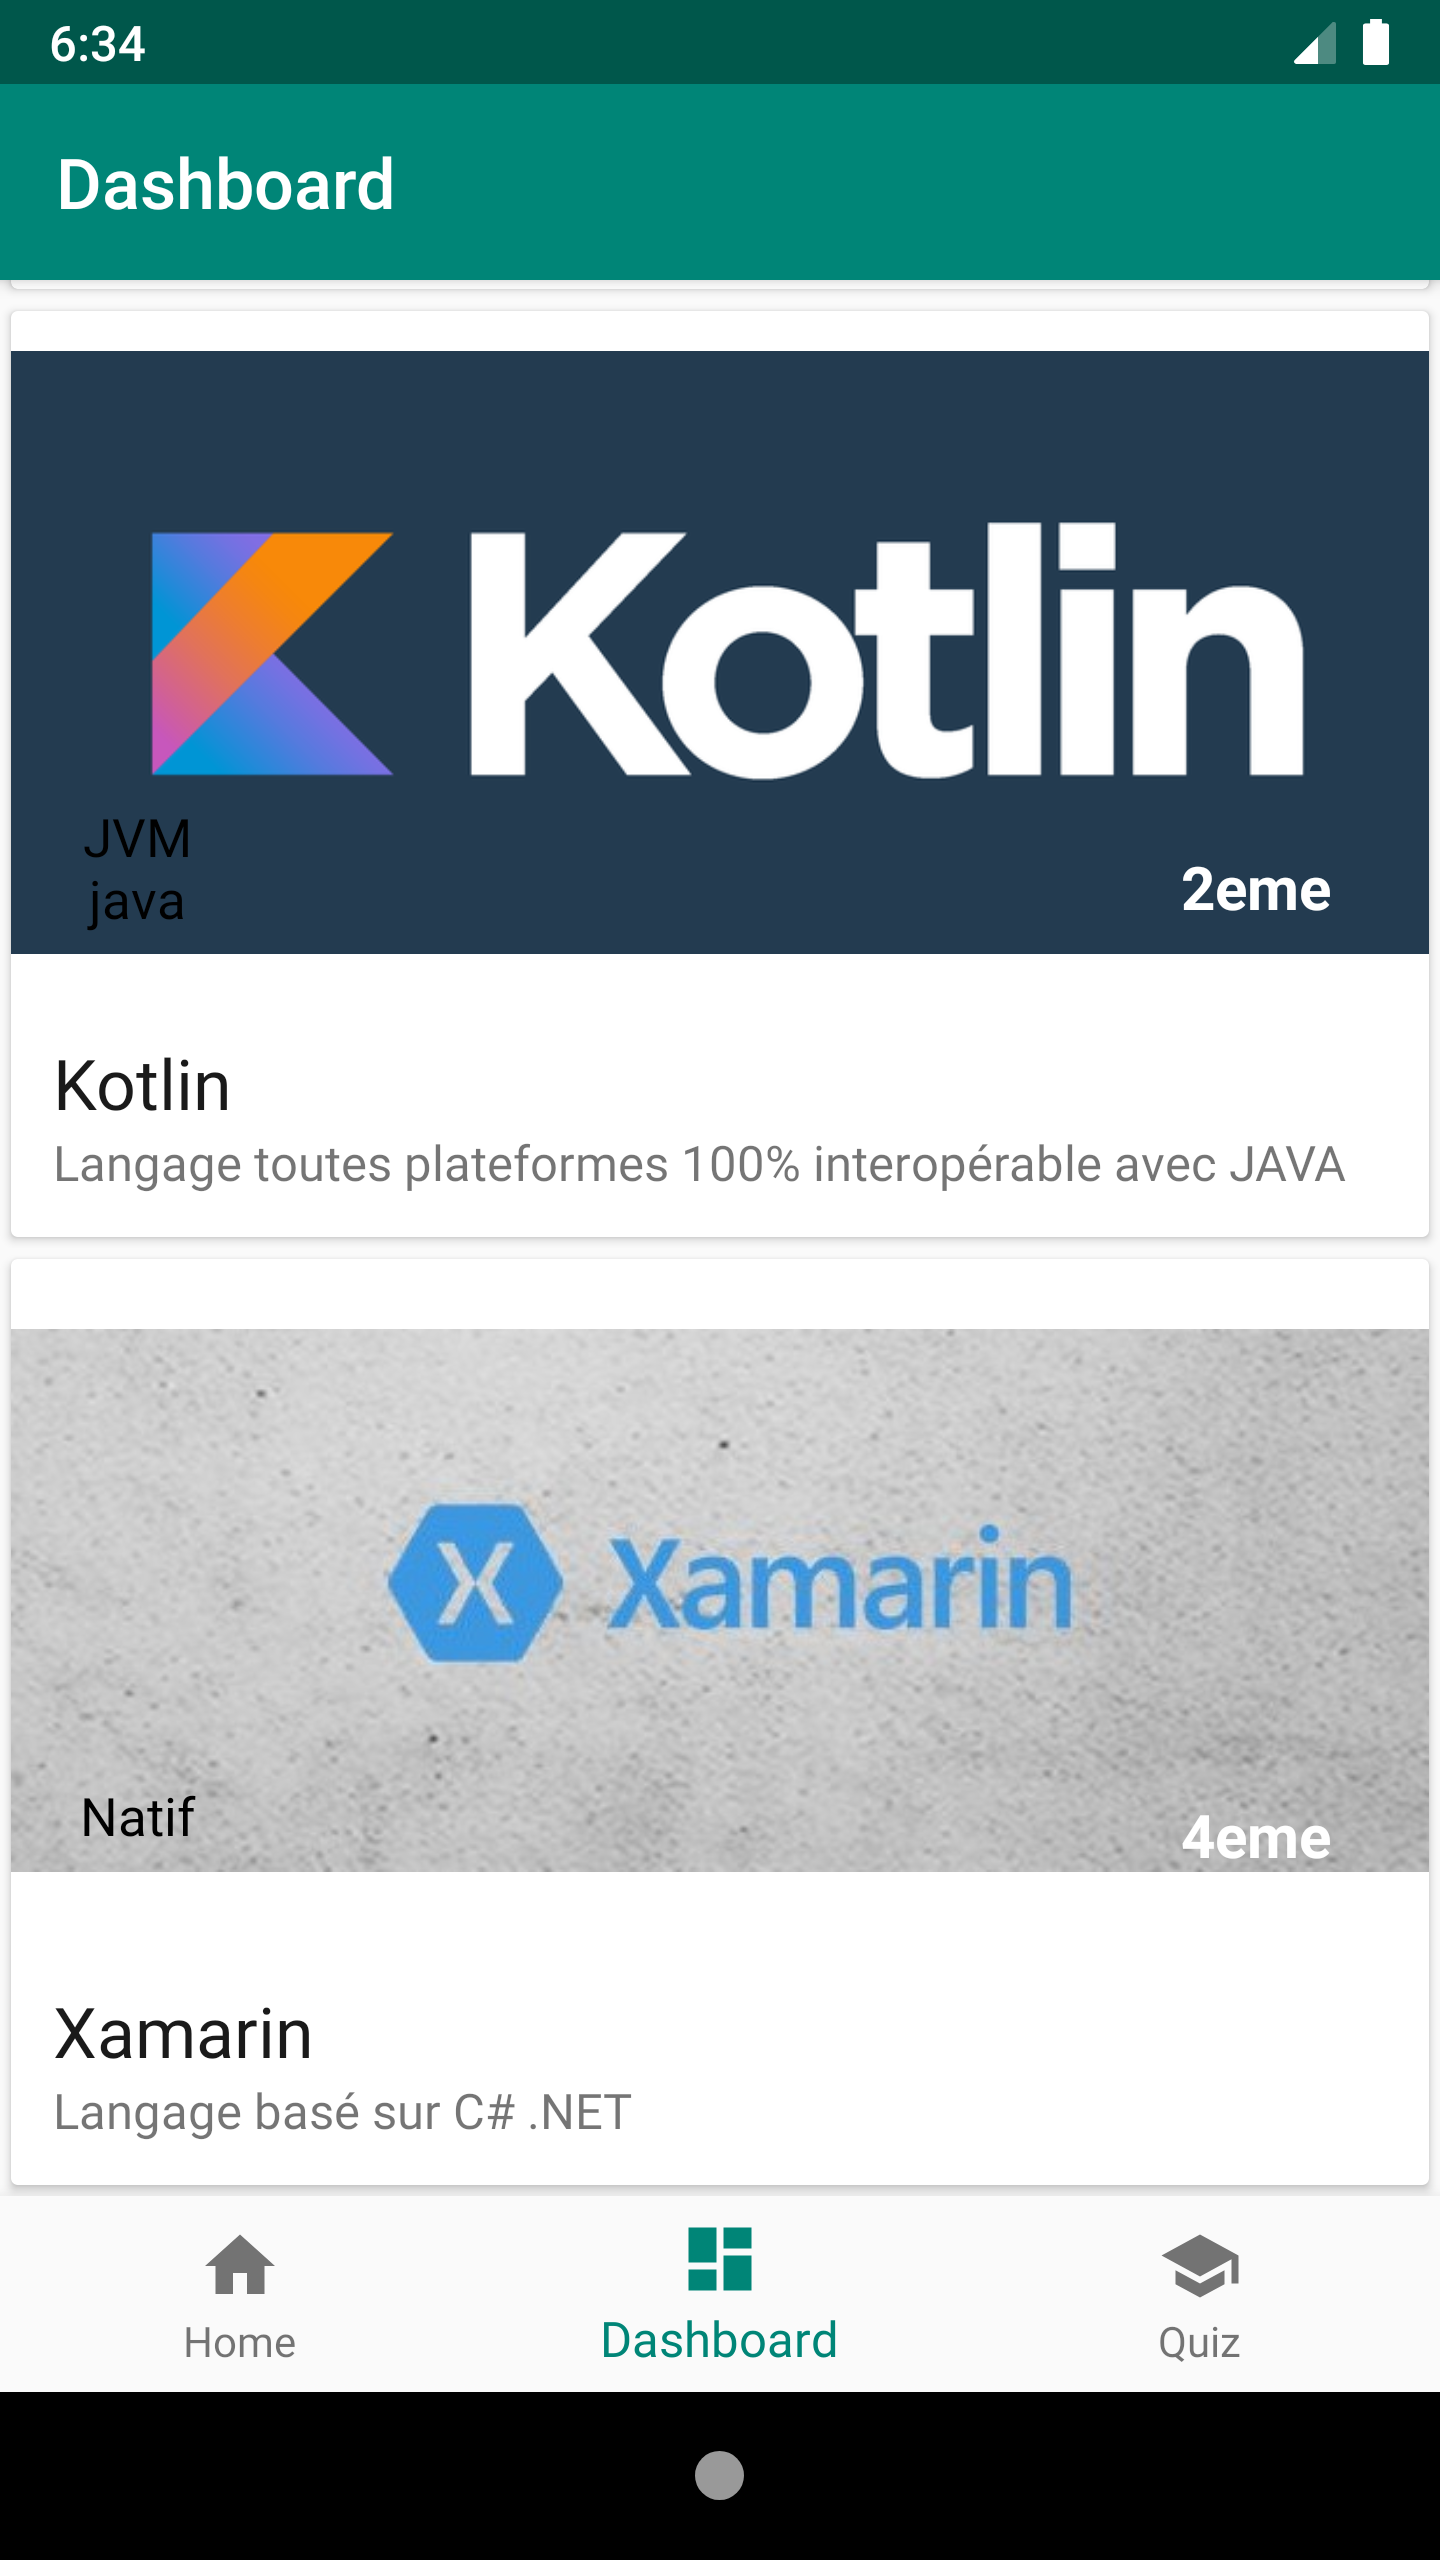 6:34
Dashboard
Kotlin
JVM
java
2eme
Kotlin
Langage toutes plateformes 100% interopérable avec JAVA
X Xamarin
Natif
4eme
Xamarin
Langage basé sur C# .NET
Home
Dashboard
Quiz